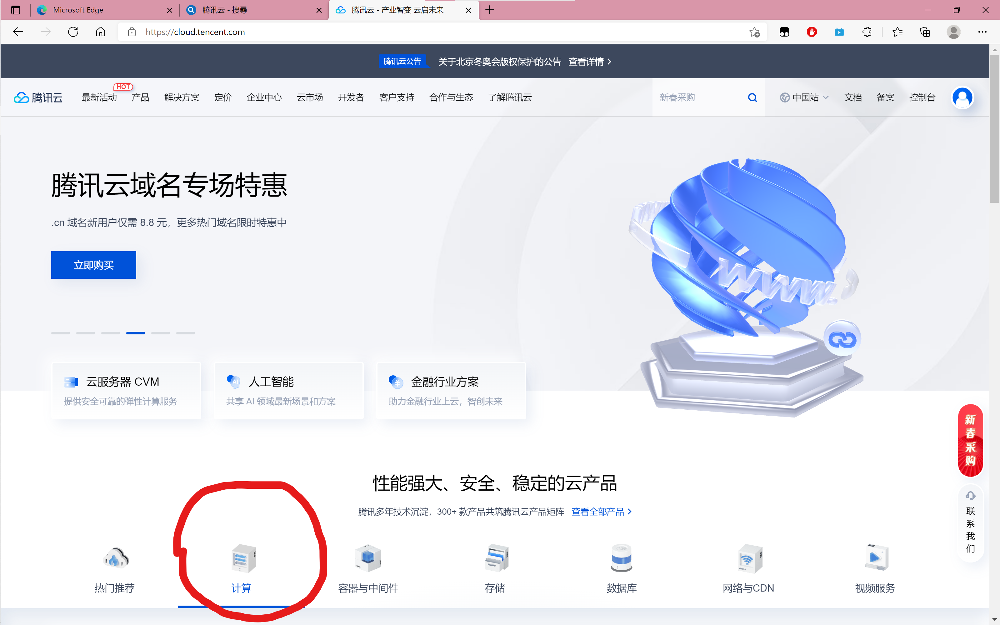 Microsoft Edge
腾讯云 - 搜尋
腾讯云 - 产业智变 云启未来
https://cloud.tencent.com
腾讯云公告 关于北京冬奥会版权保护的公告 查看详情
腾讯云 最新活动 HOT 产品 解决方案 定价 企业中心 云市场 开发者 客户支持 合作与生态 了解腾讯云 新春采购 中国站 文档 备案 控制台
腾讯云域名专场特惠
.cn 域名新用户仅需 8.8 元，更多热门域名限时特惠中
立即购买
www.
云服务器 CVM
提供安全可靠的弹性计算服务
AI 人工智能
共享 AI 领域最新场景和方案
¥ 金融行业方案
助力金融行业上云，智创未来
新春采购
联系我们
性能强大、安全、稳定的云产品
腾讯多年技术沉淀，300+ 款产品共筑腾讯云产品矩阵 查看全部产品
热门推荐 计算 容器与中间件 存储 数据库 网络与CDN 视频服务